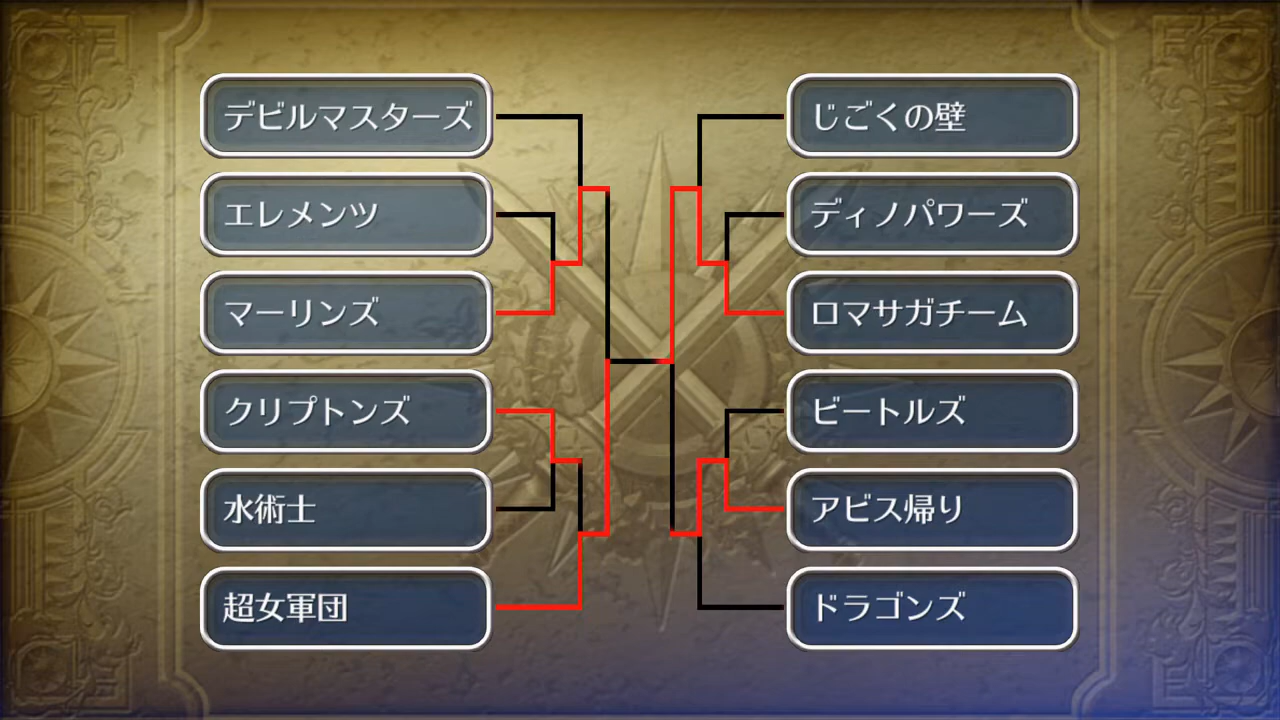 デビルマスターズ
エレメンツ
マーリンズ
クリプトンズ
水術士
超女軍団
じごくの壁
ディノパワーズ
ロマサガチーム
ビートルズ
アビス帰り
ドラゴンズ